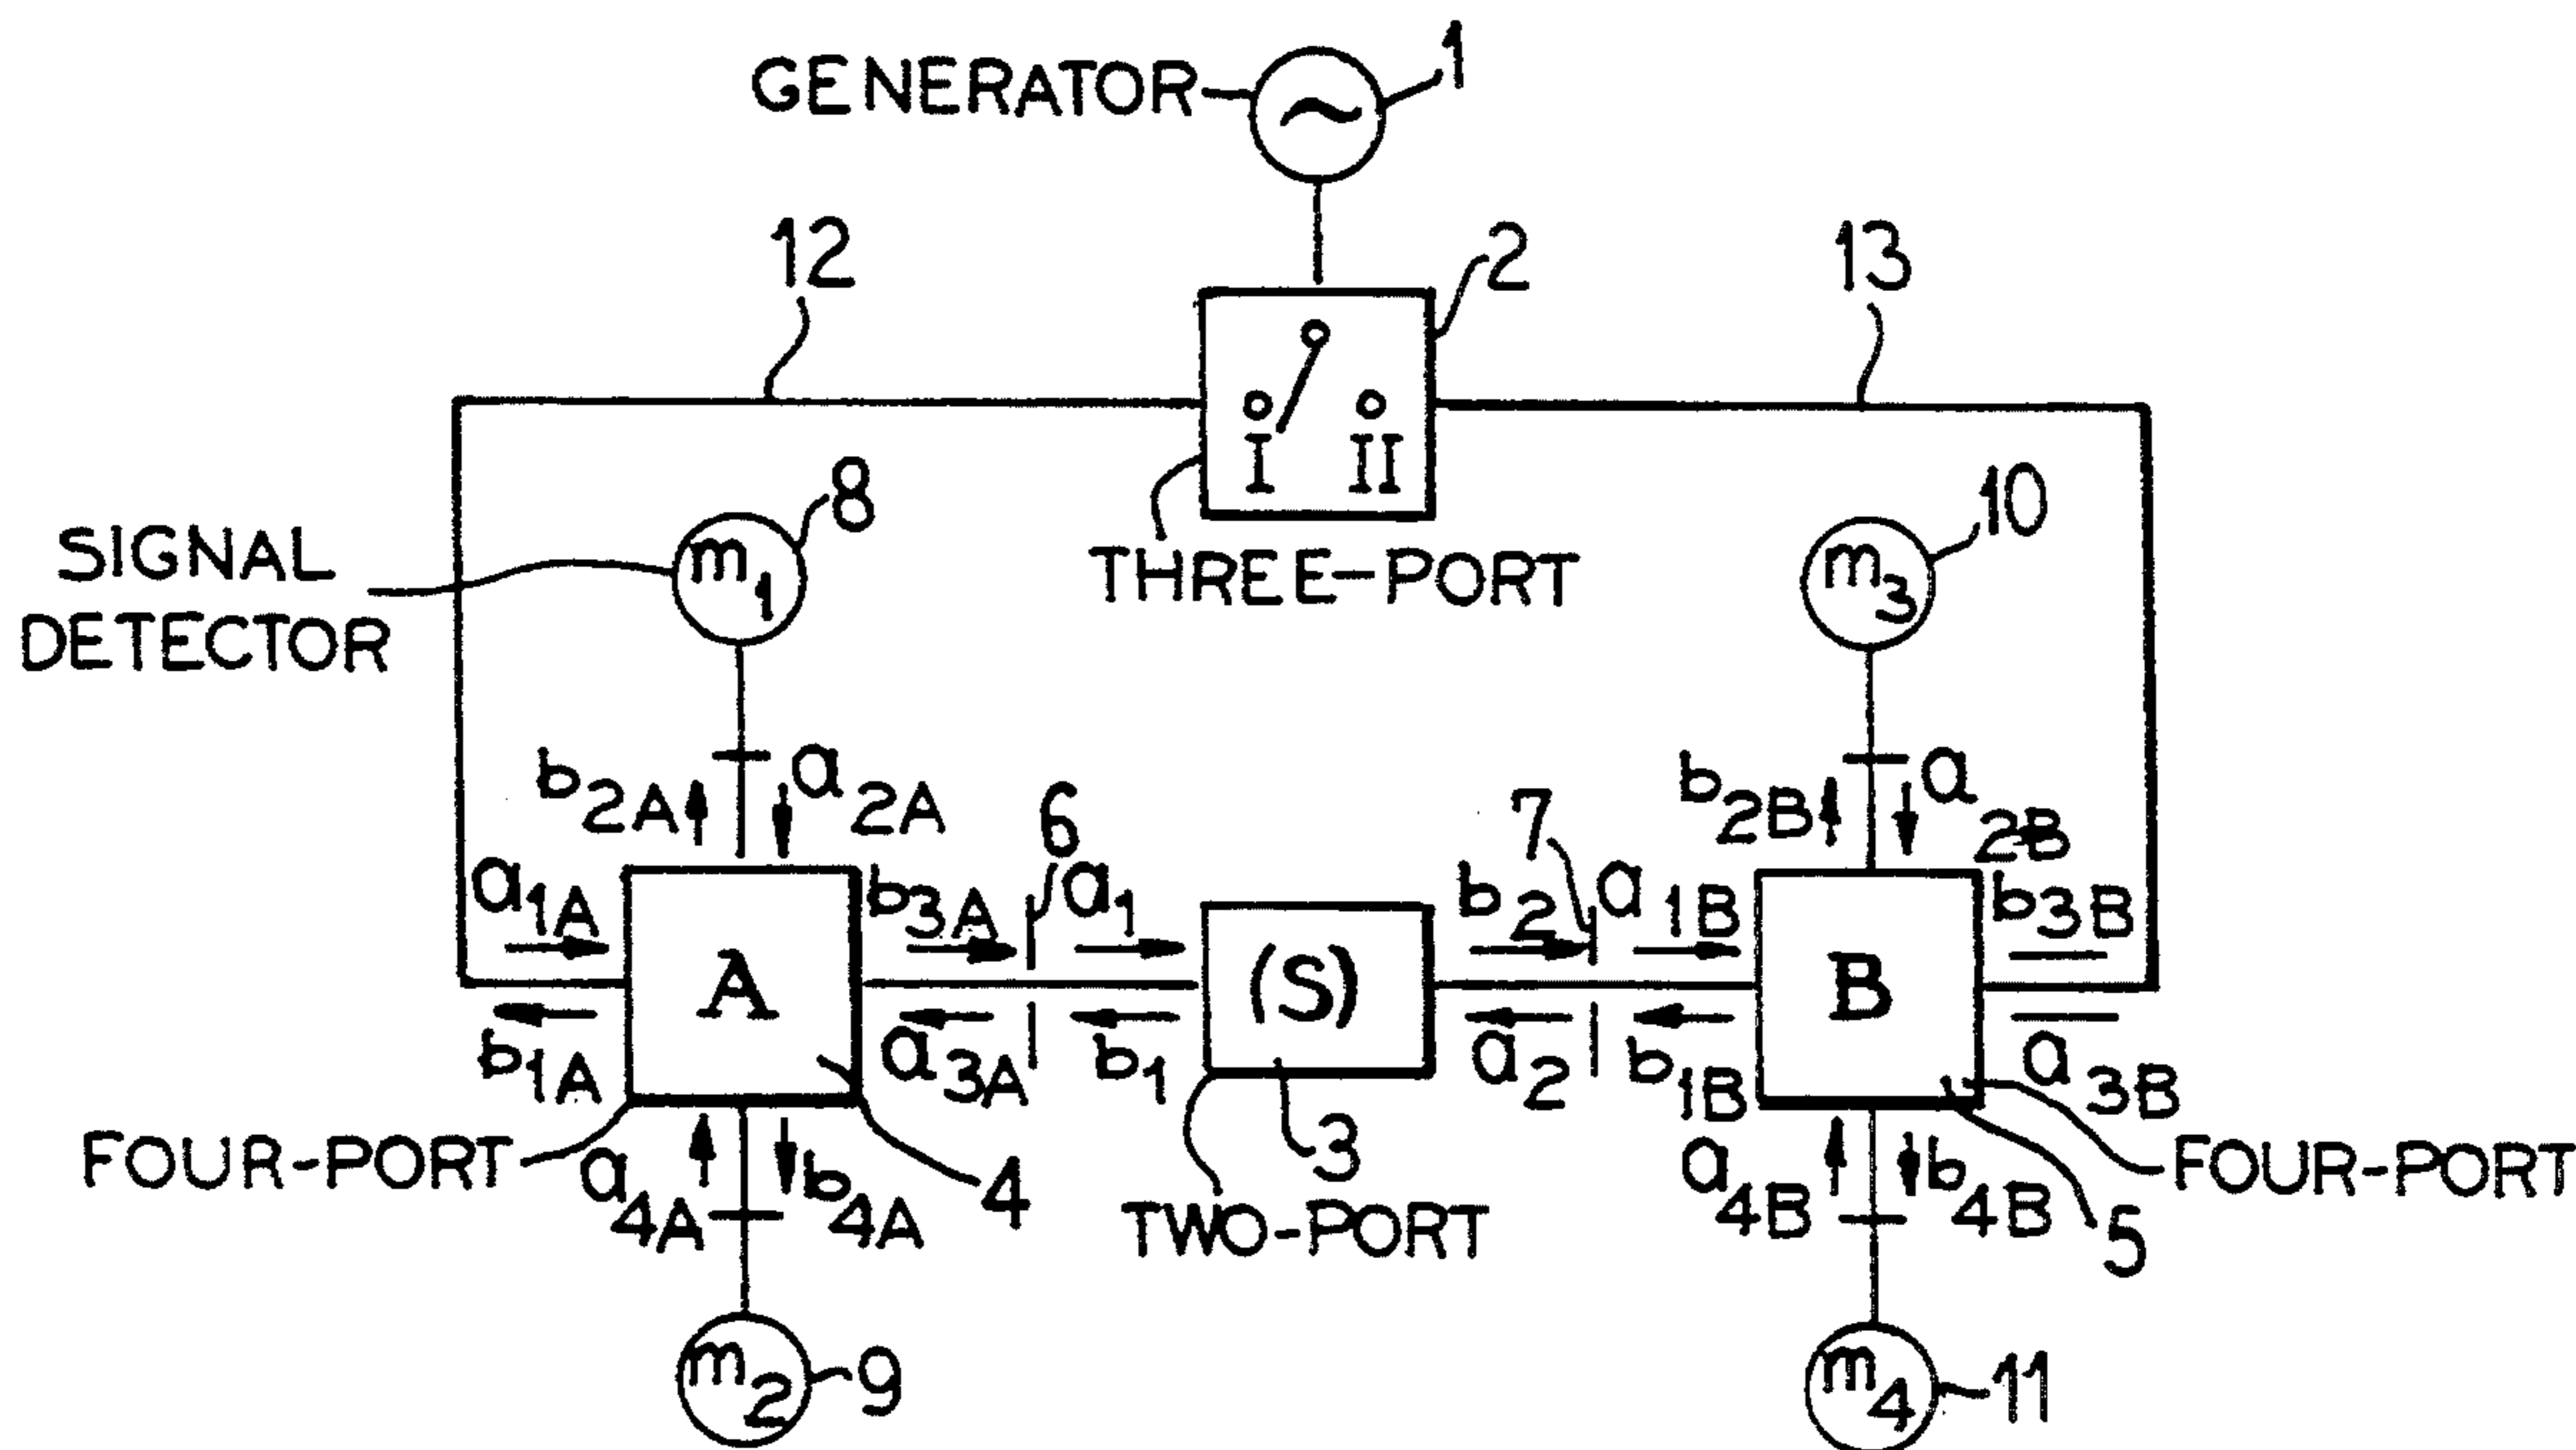 GENERATOR
1
12
2
13
I II
THREE-PORT
SIGNAL
DETECTOR
m1
8
m3
10
b2A
a2A
6
7
b2B
a2B
a1A
b3A
a1
b2
a1B
b3B
A
(S)
B
b1A
a3A
b1
a2
b1B
a3B
FOUR-PORT
a4A
b4A
4
3
TWO-PORT
a4B
b4B
5
FOUR-PORT
m2
9
m4
11